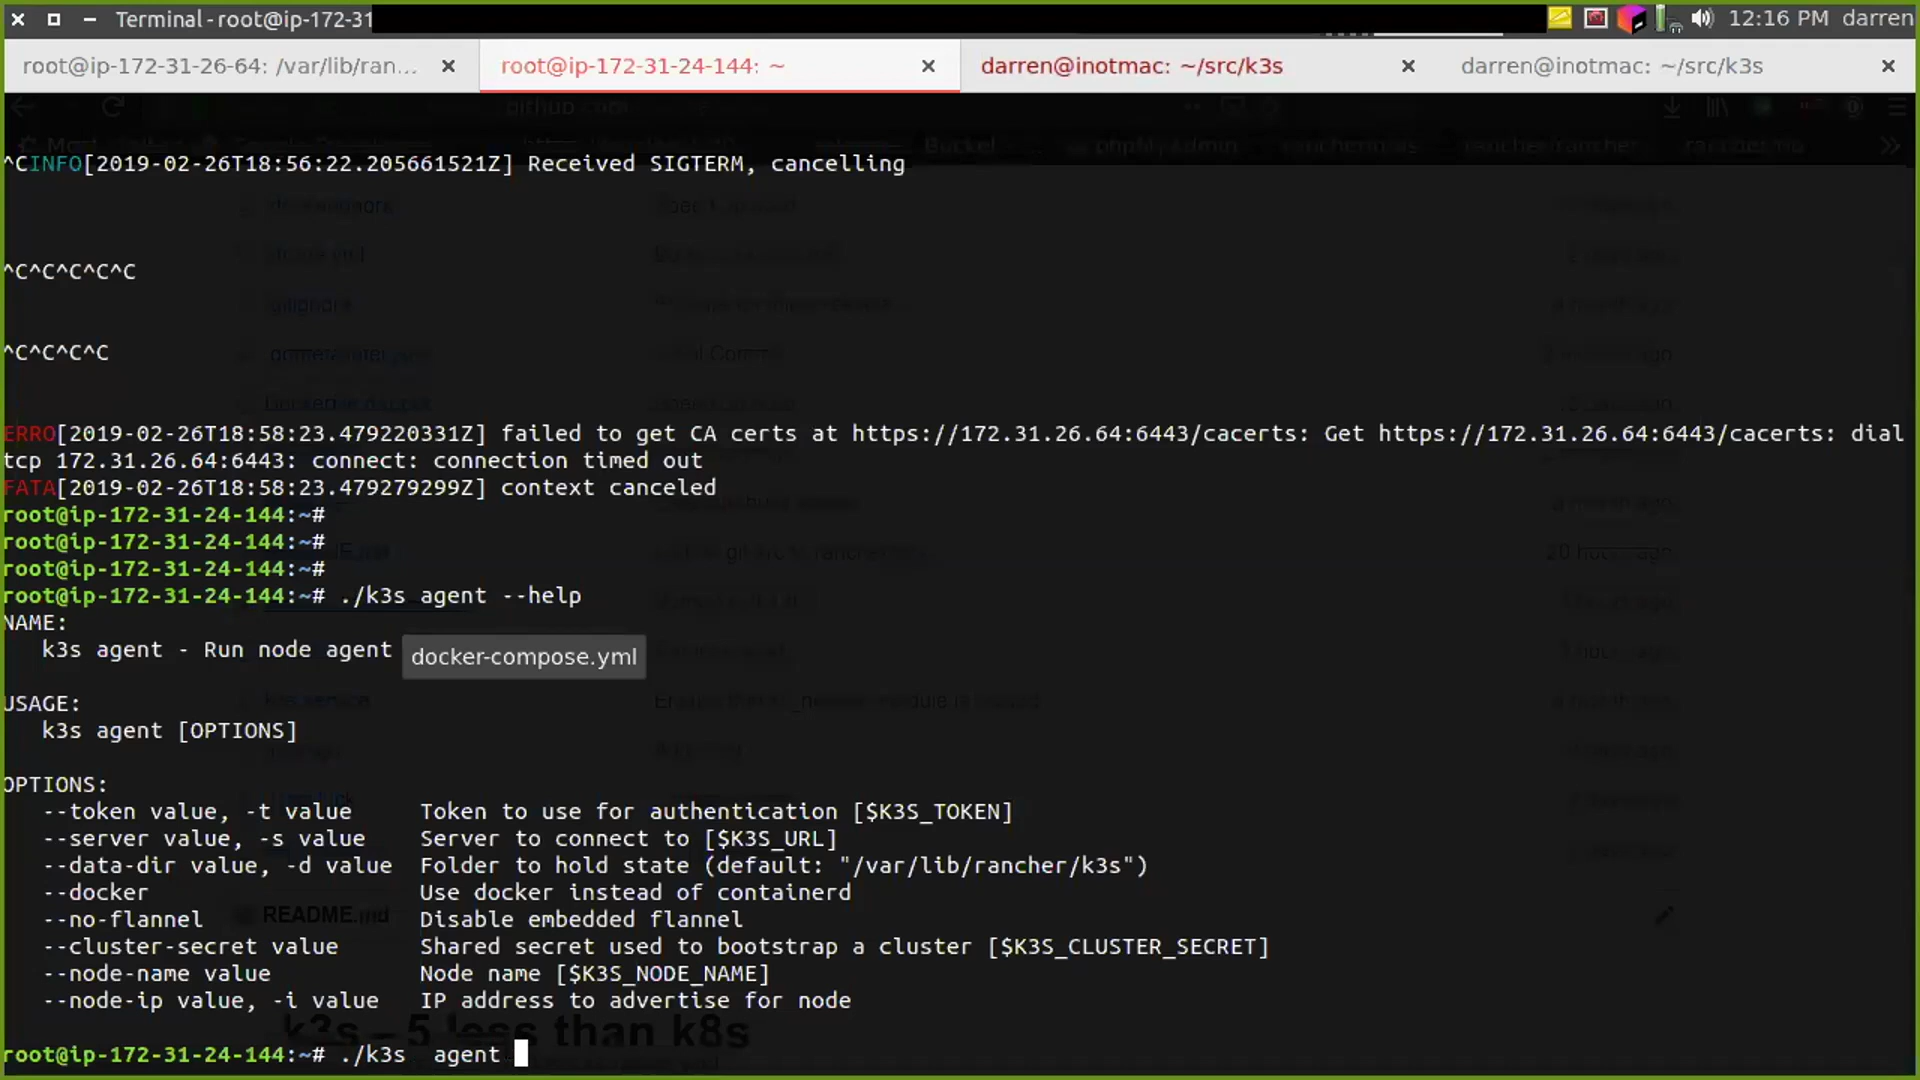 Terminal - root@ip-172-31
12:16 PM darren
root@ip-172-31-26-64: /var/lib/ran...
root@ip-172-31-24-144: ~
darren@inotmac: ~/src/k3s
darren@inotmac: ~/src/k3s
^CINFO[2019-02-26T18:56:22.205661521Z] Received SIGTERM, cancelling
^C^C^C^C^C
^C^C^C^C
ERRO[2019-02-26T18:58:23.479220331Z] failed to get CA certs at https://172.31.26.64:6443/cacerts: Get https://172.31.26.64:6443/cacerts: dial
tcp 172.31.26.64:6443: connect: connection timed out
FATA[2019-02-26T18:58:23.479279299Z] context canceled
root@ip-172-31-24-144:~#
root@ip-172-31-24-144:~#
root@ip-172-31-24-144:~#
root@ip-172-31-24-144:~# ./k3s agent --help
NAME:
k3s agent - Run node agent
docker-compose.yml
USAGE:
k3s agent [OPTIONS]
OPTIONS:
--token value, -t value Token to use for authentication [$K3S_TOKEN]
--server value, -s value Server to connect to [$K3S_URL]
--data-dir value, -d value Folder to hold state (default: "/var/lib/rancher/k3s")
--docker Use docker instead of containerd
--no-flannel Disable embedded flannel
README.md
--cluster-secret value Shared secret used to bootstrap a cluster [$K3S_CLUSTER_SECRET]
--node-name value Node name [$K3S_NODE_NAME]
--node-ip value, -i value IP address to advertise for node
k3s - 5 less than k8s
root@ip-172-31-24-144:~# ./k3s  agent